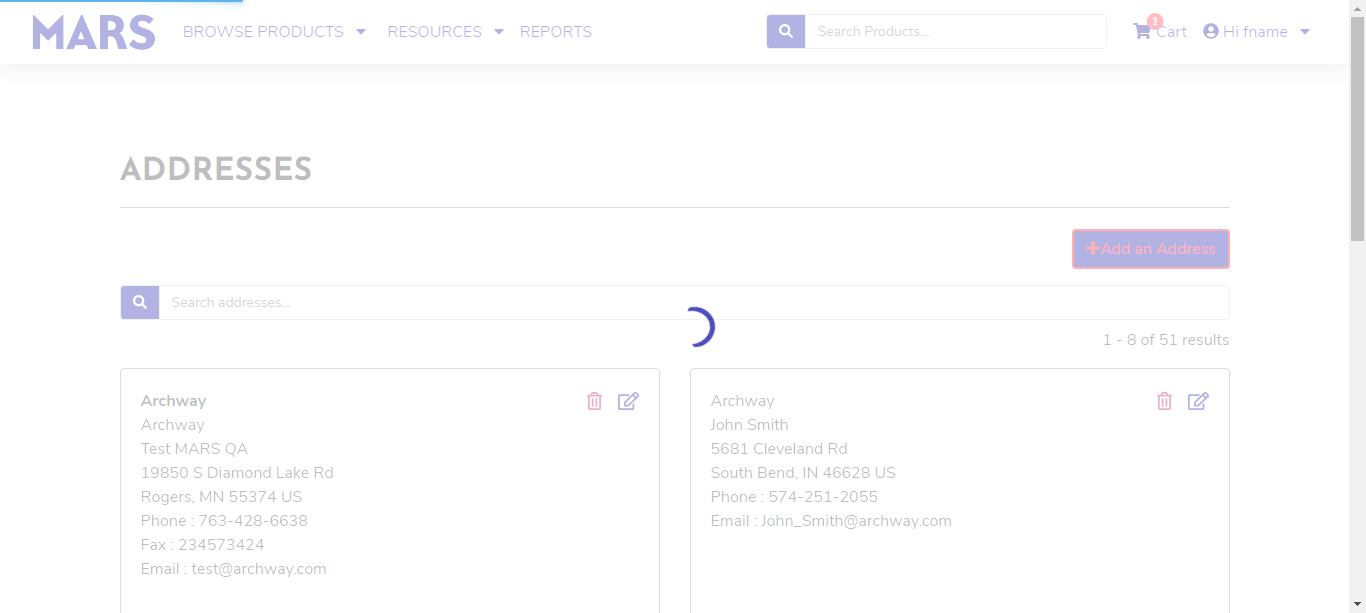 MARS BROWSE PRODUCTS RESOURCES REPORTS Search Products... 1 Cart Hi fname
ADDRESSES
Add an Address
Search addresses...
1 - 8 of 51 results
Archway
Archway
Test MARS QA
19850 S Diamond Lake Rd
Rogers, MN 55374 US
Phone : 763-428-6638
Fax : 234573424
Email : test@archway.com
Archway
John Smith
5681 Cleveland Rd
South Bend, IN 46628 US
Phone : 574-251-2055
Email : John_Smith@archway.com